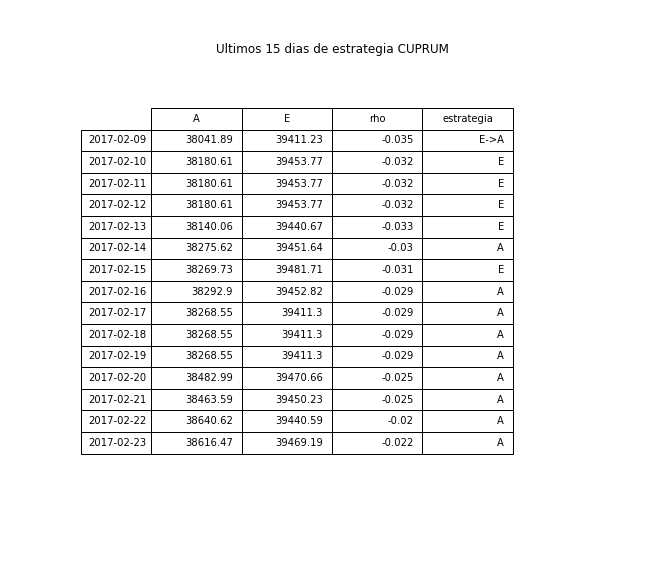 Ultimos 15 dias de estrategia CUPRUM
A E rho estrategia
2017-02-09 38041.89 39411.23 -0.035 E->A
2017-02-10 38180.61 39453.77 -0.032 E
2017-02-11 38180.61 39453.77 -0.032 E
2017-02-12 38180.61 39453.77 -0.032 E
2017-02-13 38140.06 39440.67 -0.033 E
2017-02-14 38275.62 39451.64 -0.03 A
2017-02-15 38269.73 39481.71 -0.031 E
2017-02-16 38292.9 39452.82 -0.029 A
2017-02-17 38268.55 39411.3 -0.029 A
2017-02-18 38268.55 39411.3 -0.029 A
2017-02-19 38268.55 39411.3 -0.029 A
2017-02-20 38482.99 39470.66 -0.025 A
2017-02-21 38463.59 39450.23 -0.025 A
2017-02-22 38640.62 39440.59 -0.02 A
2017-02-23 38616.47 39469.19 -0.022 A